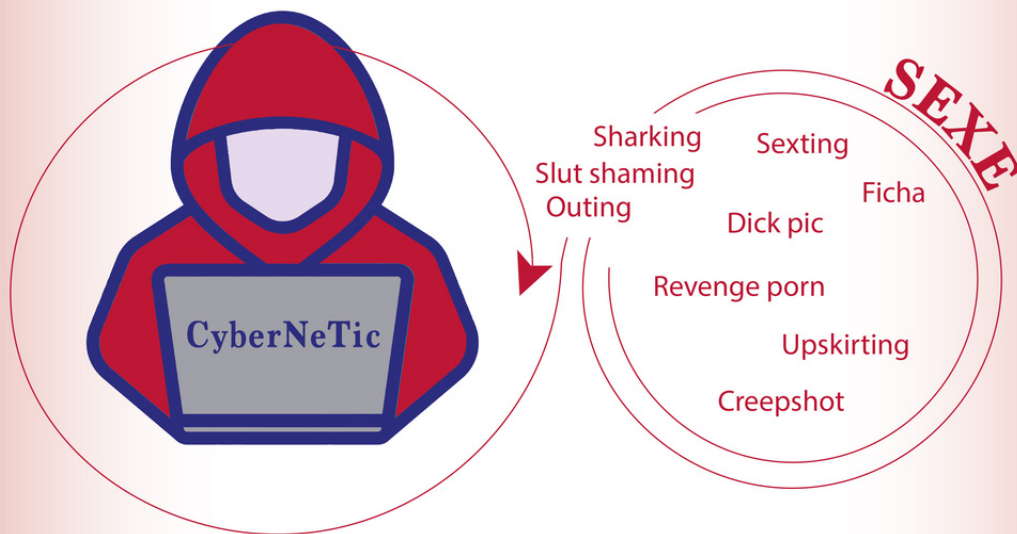 SEXE
Sharking
Sexting
Slut shaming
Ficha
Outing
Dick pic
Revenge porn
Upskirting
Creepshot
CyberNeTic